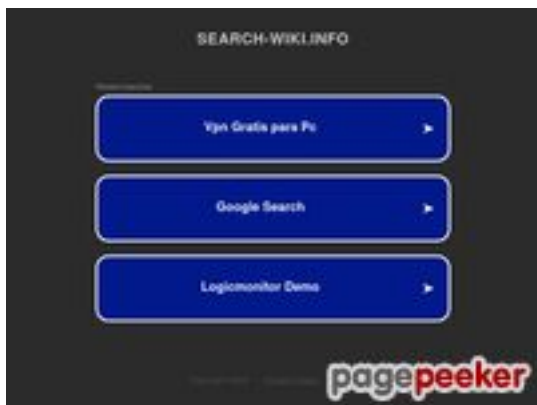 SEARCH-WIKI.INFO
Vpn Gratis para Pc
Google Search
Logicmonitor Demo
pagepeeker